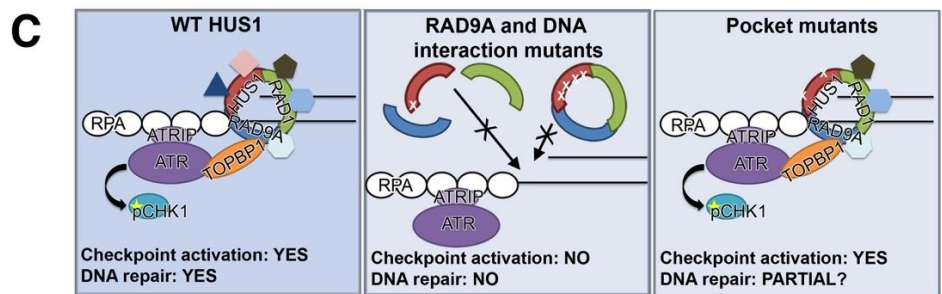 C
WT HUS1
HUS1
RAD1
RAD9A
RPA
ATRIP
ATR
TOPBP1
pCHK1
Checkpoint activation: YES
DNA repair: YES
RAD9A and DNA
interaction mutants
x
x x x x x
RPA
ATRIP
ATR
Checkpoint activation: NO
DNA repair: NO
Pocket mutants
x
x
HUS1
RAD1
RAD9A
RPA
ATRIP
ATR
TOPBP1
pCHK1
Checkpoint activation: YES
DNA repair: PARTIAL?